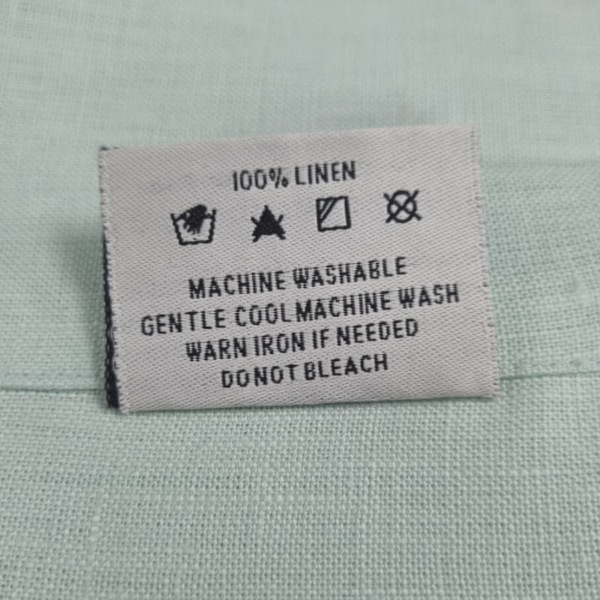 100% LINEN
MACHINE WASHABLE
GENTLE COOL MACHINE WASH
WARN IRON IF NEEDED
DO NOT BLEACH